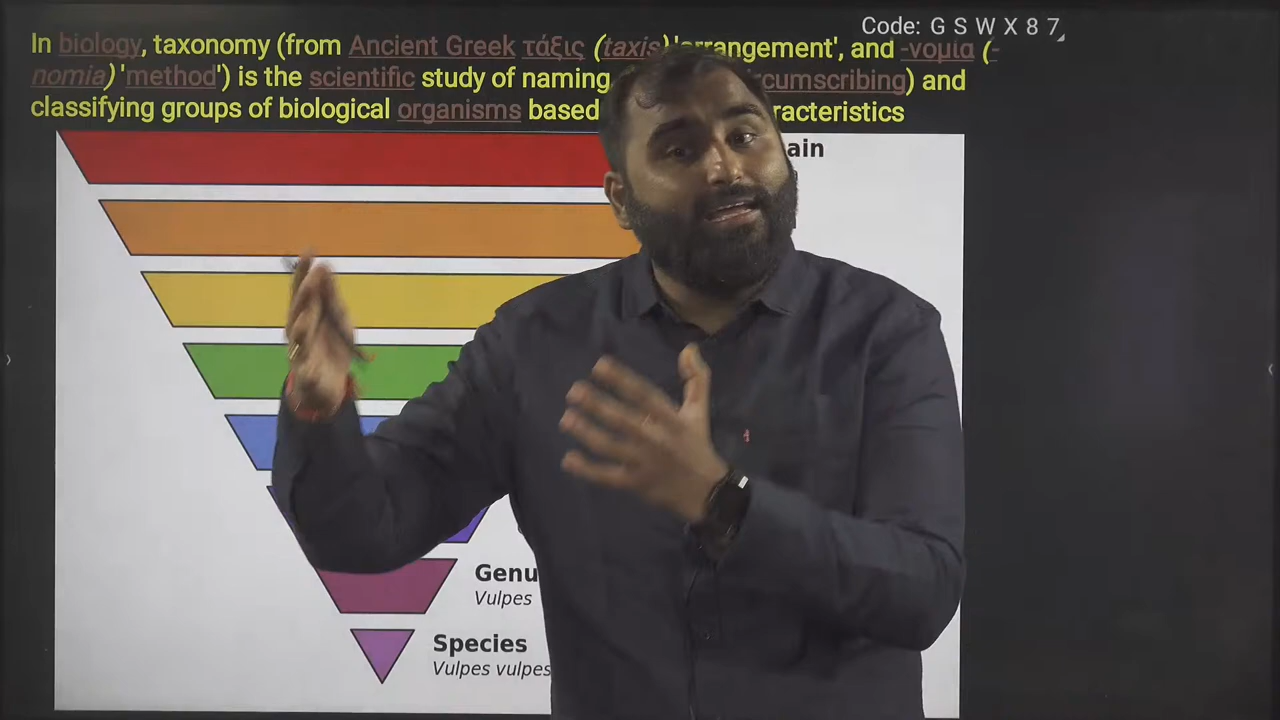 Code: G S W X 8 7
In biology, taxonomy (from Ancient Greek τάξις (taxis) 'arrangement', and -νομία (-
nomia) 'method') is the scientific study of naming,
and
classifying groups of biological organisms based
Genu
Vulpes
Species
Vulpes vulpes